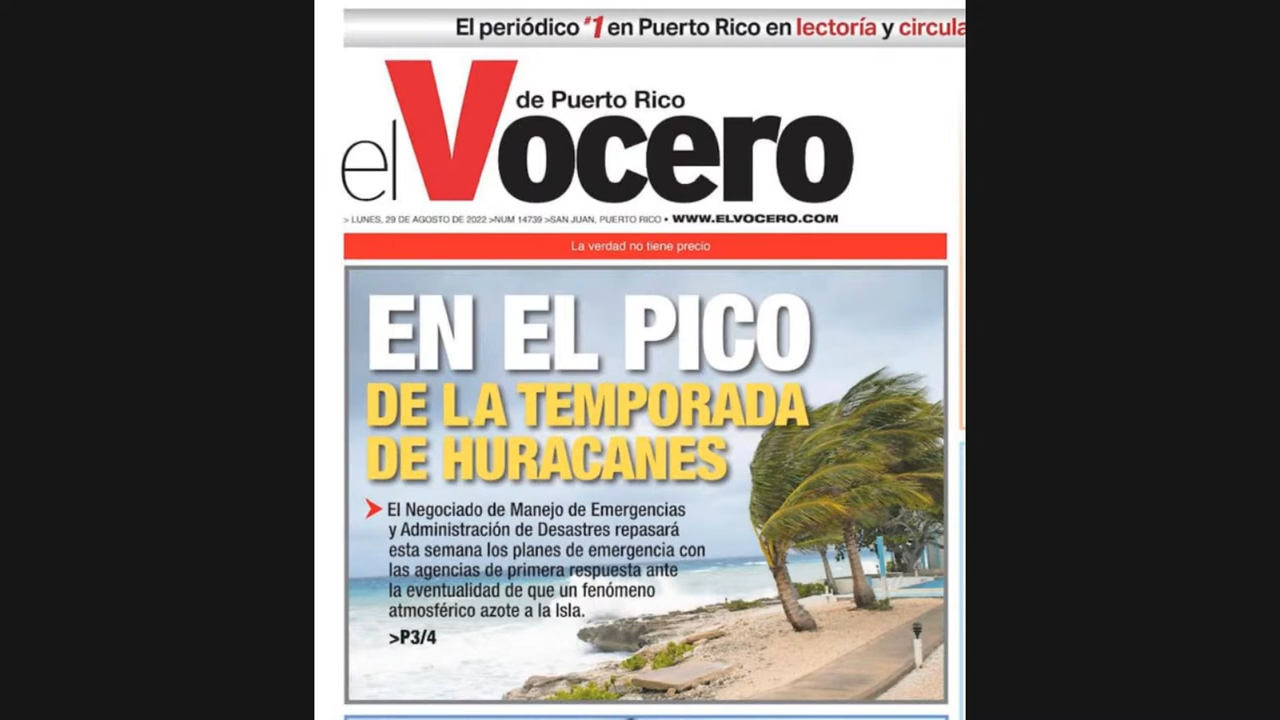 El periódico #1 en Puerto Rico en lectoría y circula
de Puerto Rico
el Vocero
> LUNES, 29 DE AGOSTO DE 2022 >NUM 14739 >SAN JUAN, PUERTO RICO • WWW.ELVOCERO.COM
La verdad no tiene precio
EN EL PICO
DE LA TEMPORADA
DE HURACANES
El Negociado de Manejo de Emergencias
y Administración de Desastres repasará
esta semana los planes de emergencia con
las agencias de primera respuesta ante
la eventualidad de que un fenómeno
atmosférico azote a la Isla.
>P3/4